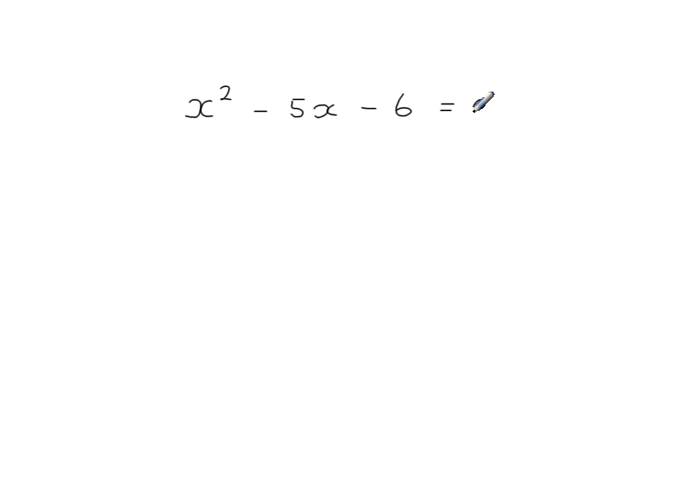 x² - 5x - 6 =